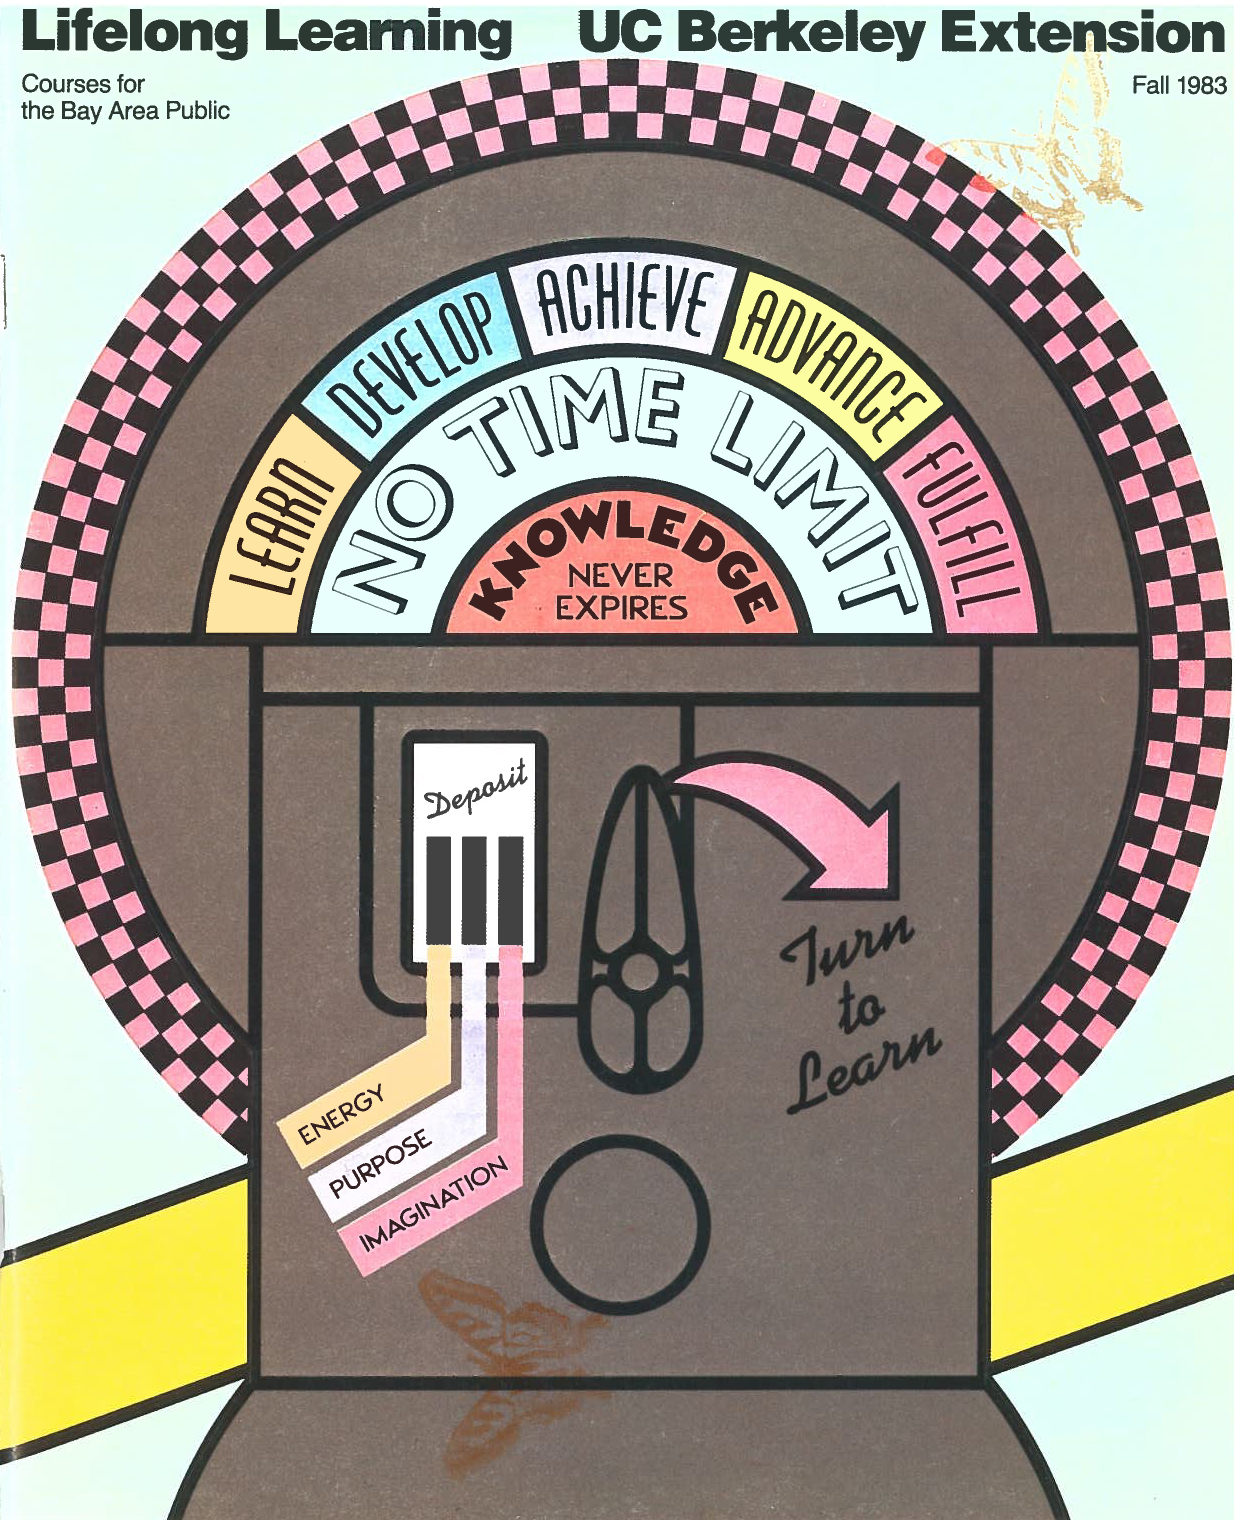 Lifelong Learning UC Berkeley Extension
Courses for
the Bay Area Public
Fall 1983
LEARN
DEVELOP
ACHIEVE
ADVANCE
FULFILL
NO TIME LIMIT
KNOWLEDGE
NEVER
EXPIRES
Deposit
Turn
to
Learn
ENERGY
PURPOSE
IMAGINATION